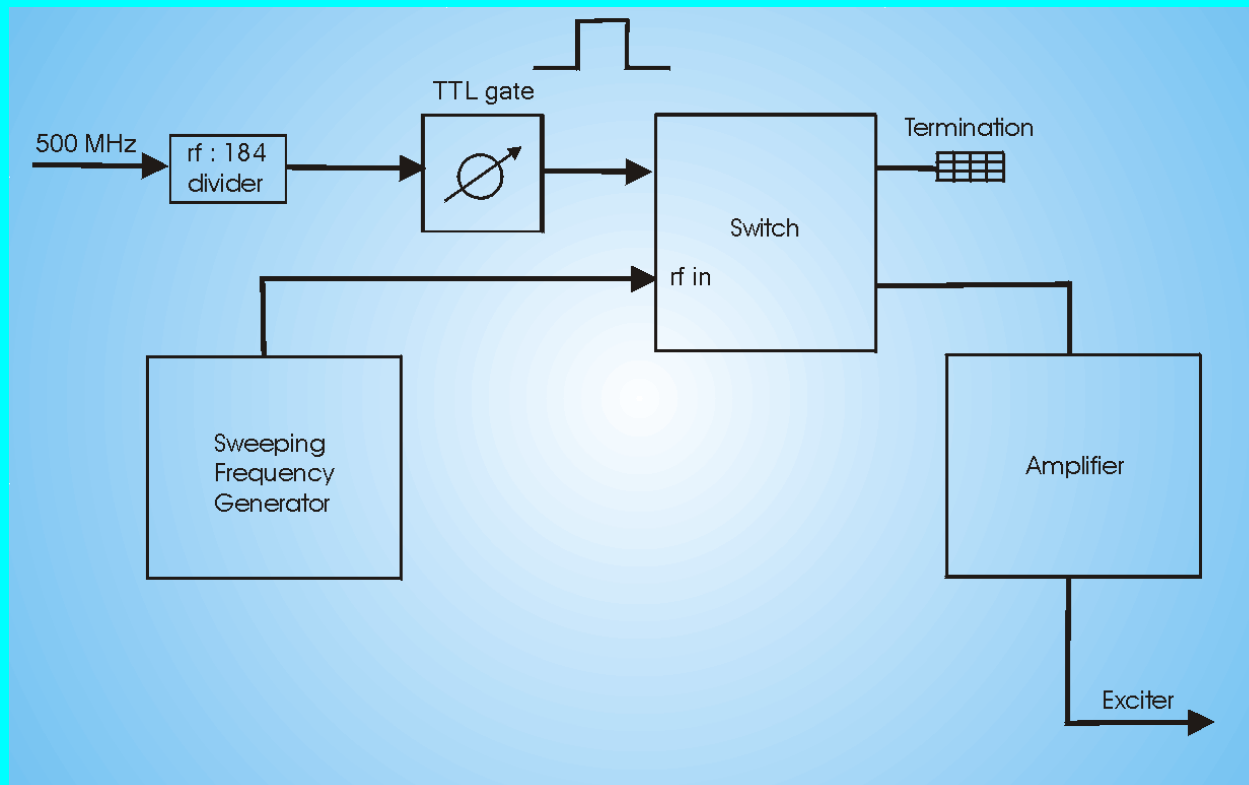 TTL gate
500 MHz
rf : 184
divider
Termination
Switch
rf in
Sweeping
Frequency
Generator
Amplifier
Exciter